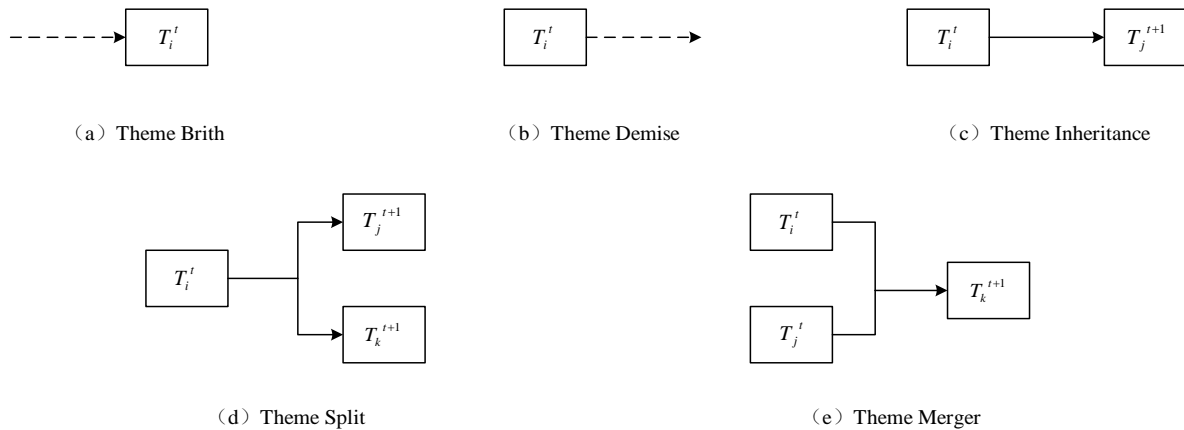 T_i^t
T_i^t
T_i^t
T_j^{t+1}
（a）Theme Brith
（b）Theme Demise
（c）Theme Inheritance
T_j^{t+1}
T_i^t
T_k^{t+1}
T_i^t
T_k^{t+1}
T_j^t
（d）Theme Split
（e）Theme Merger